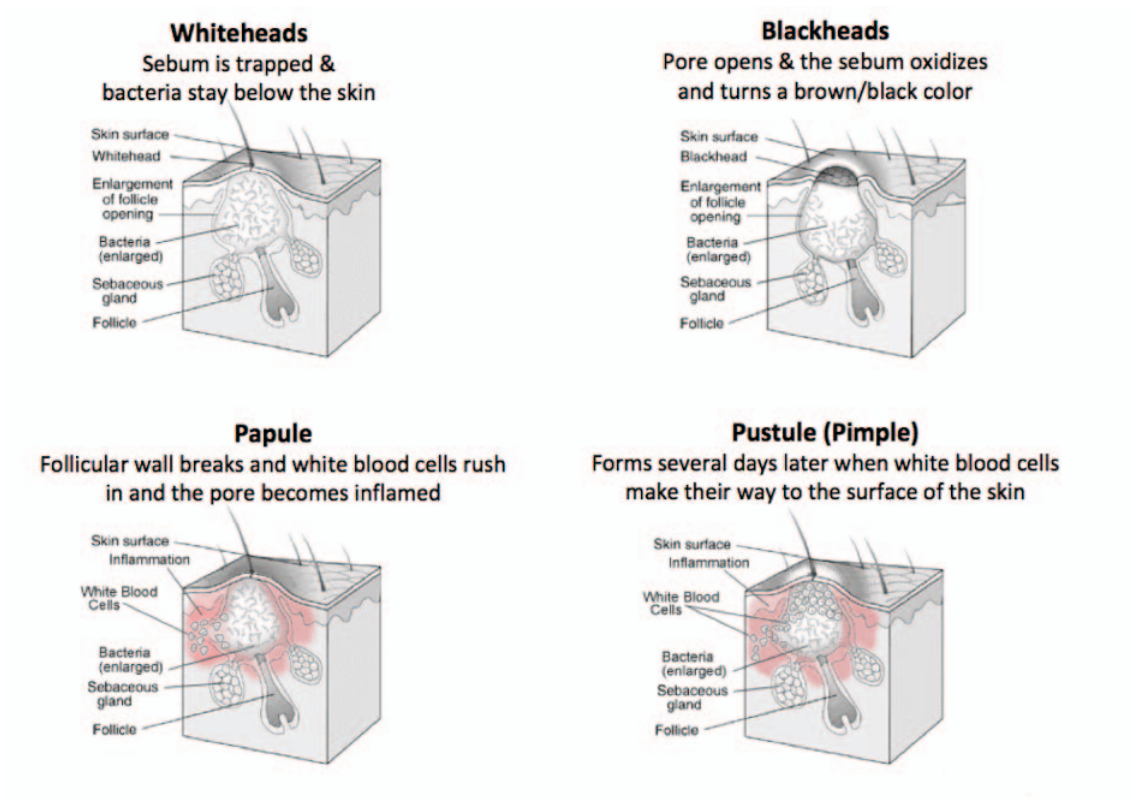 Whiteheads
Sebum is trapped &
bacteria stay below the skin
Skin surface
Whitehead
Enlargement
of follicle
opening
Bacteria
(enlarged)
Sebaceous
gland
Follicle
Blackheads
Pore opens & the sebum oxidizes
and turns a brown/black color
Skin surface
Blackhead
Enlargement
of follicle
opening
Bacteria
(enlarged)
Sebaceous
gland
Follicle
Papule
Follicular wall breaks and white blood cells rush
in and the pore becomes inflamed
Skin surface
Inflammation
White Blood
Cells
Bacteria
(enlarged)
Sebaceous
gland
Follicle
Pustule (Pimple)
Forms several days later when white blood cells
make their way to the surface of the skin
Skin surface
Inflammation
White Blood
Cells
Bacteria
(enlarged)
Sebaceous
gland
Follicle